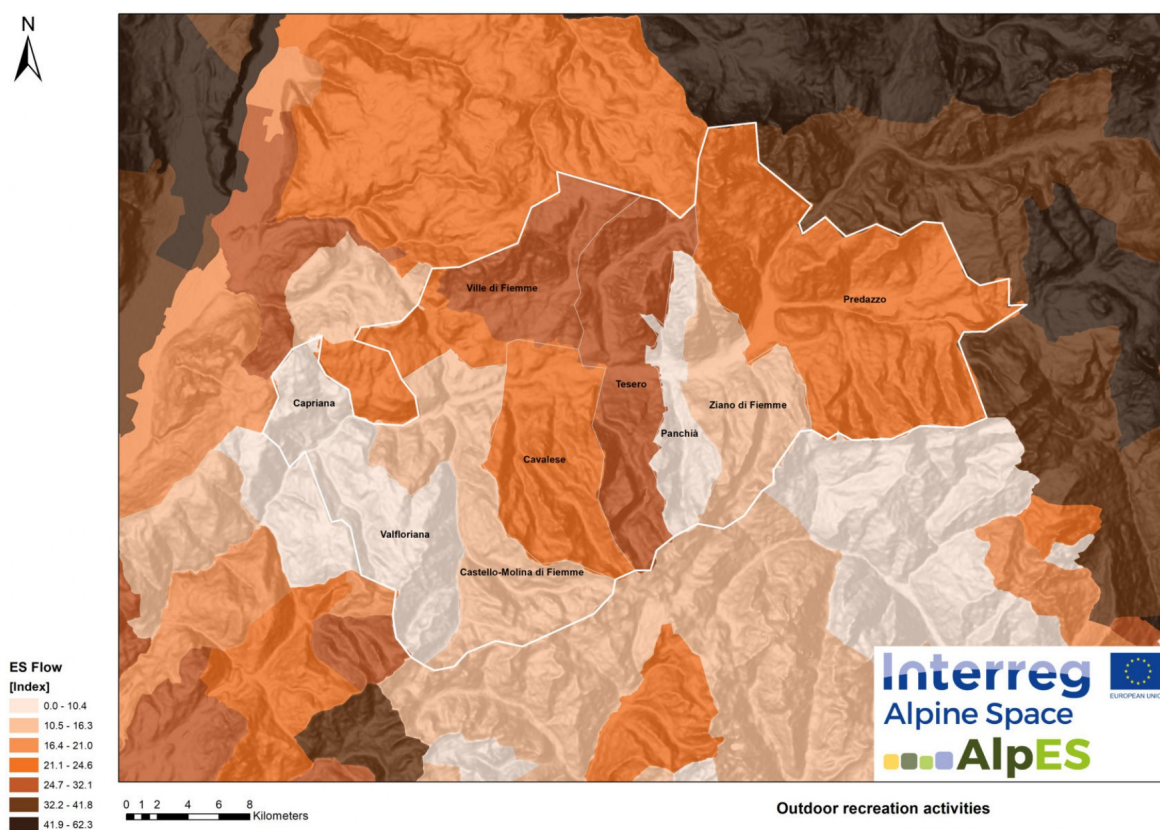 N
Ville di Fiemme
Predazzo
Tesero
Capriana
Ziano di Fiemme
Panchià
Cavalese
Valfloriana
Castello-Molina di Fiemme
ES Flow
[Index]
0.0 - 10.4
10.5 - 16.3
16.4 - 21.0
21.1 - 24.6
24.7 - 32.1
32.2 - 41.8
41.9 - 62.3
0 1 2 4 6 8
Kilometers
Interreg
EUROPEAN UNIO
Alpine Space
AlpES
Outdoor recreation activities